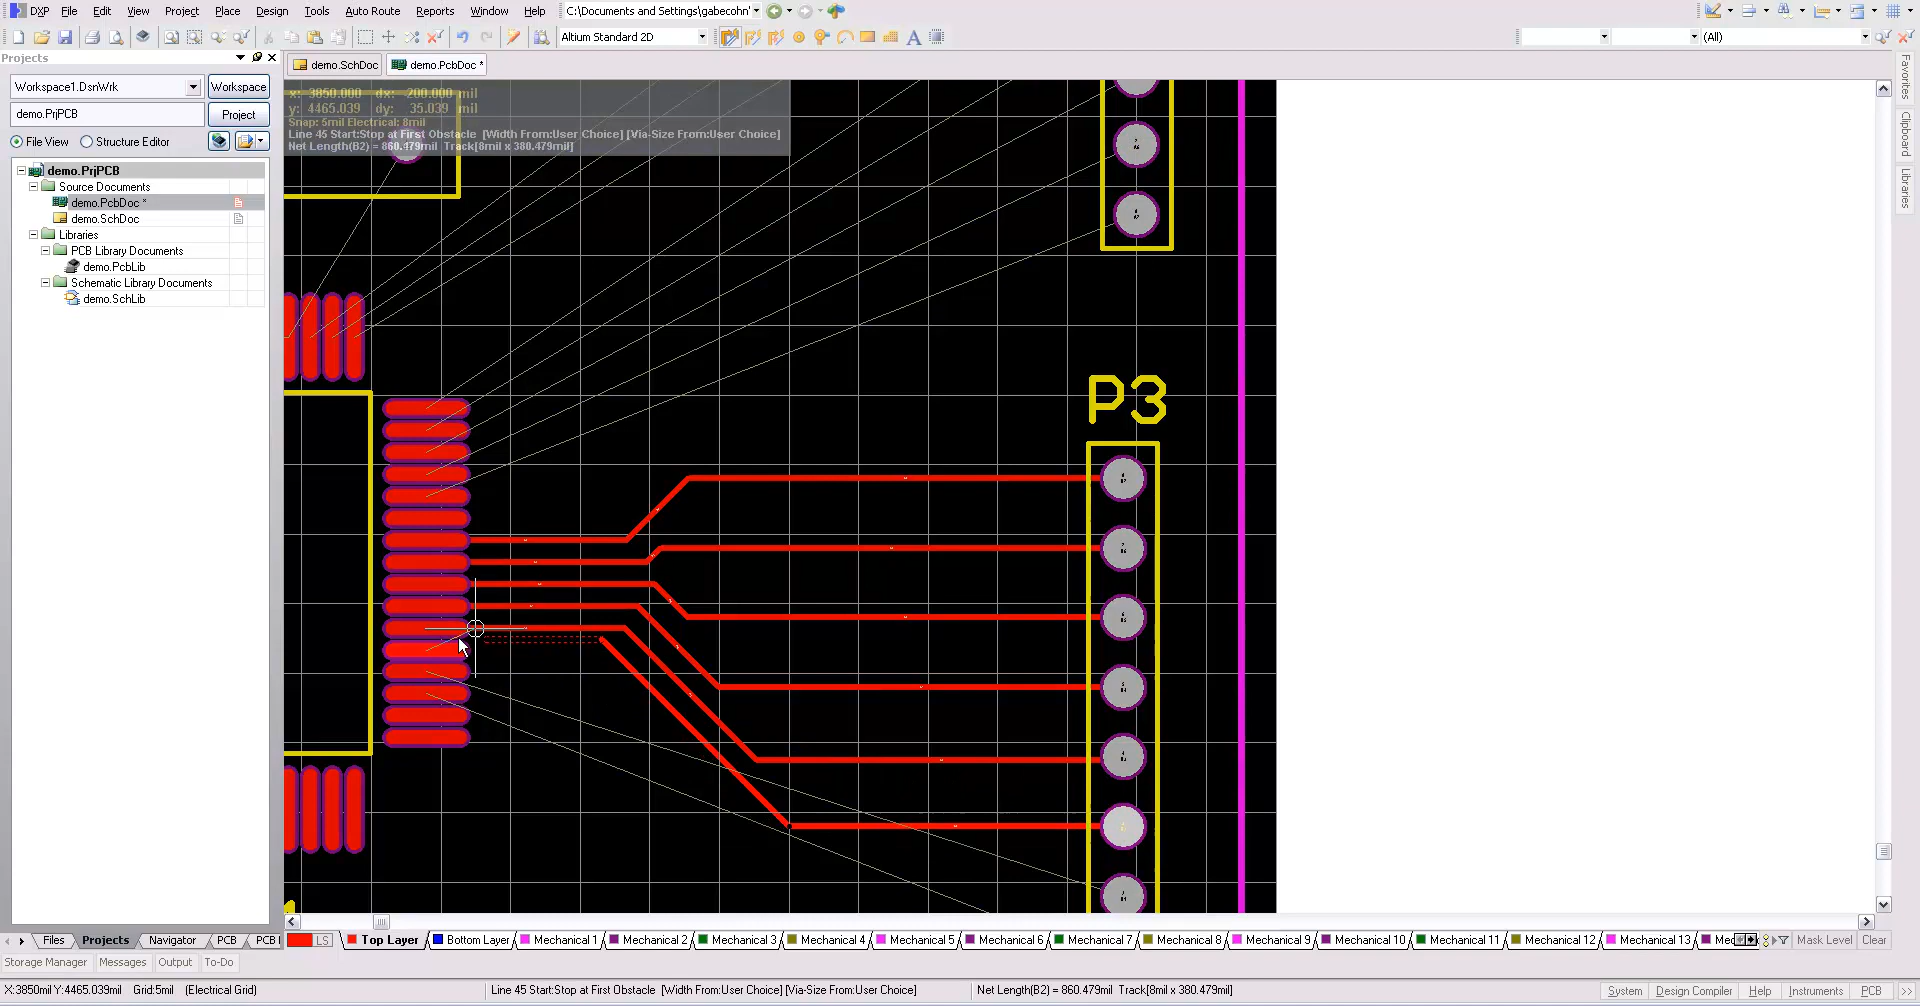 DXP File Edit View Project Place Design Tools Auto Route Reports Window Help C:\Documents and Settings\gabecohn'
Altium Standard 2D (All)
Projects
demo.SchDoc demo.PcbDoc *
Workspace1.DsnWrk Workspace
demo.PrjPCB Project
File View Structure Editor
demo.PrjPCB
Source Documents
demo.PcbDoc *
demo.SchDoc
Libraries
PCB Library Documents
demo.PcbLib
Schematic Library Documents
demo.SchLib
x: 3850.000 dx: 200.000 mil
y: 4465.039 dy: 35.039 mil
Snap: 5mil Electrical: 8mil
Line 45 Start:Stop at First Obstacle [Width From:User Choice] [Via-Size From:User Choice]
Net Length(B2) = 860.479mil Track[8mil x 380.479mil]
P3
Favorites
Clipboard
Libraries
Files Projects Navigator PCB PCB LS Top Layer Bottom Layer Mechanical 1 Mechanical 2 Mechanical 3 Mechanical 4 Mechanical 5 Mechanical 6 Mechanical 7 Mechanical 8 Mechanical 9 Mechanical 10 Mechanical 11 Mechanical 12 Mechanical 13 Mec Mask Level Clear
Storage Manager Messages Output To-Do
X:3850mil Y:4465.039mil Grid:5mil (Electrical Grid) Line 45 Start:Stop at First Obstacle [Width From:User Choice] [Via-Size From:User Choice] Net Length(B2) = 860.479mil Track[8mil x 380.479mil] System Design Compiler Help Instruments PCB >>